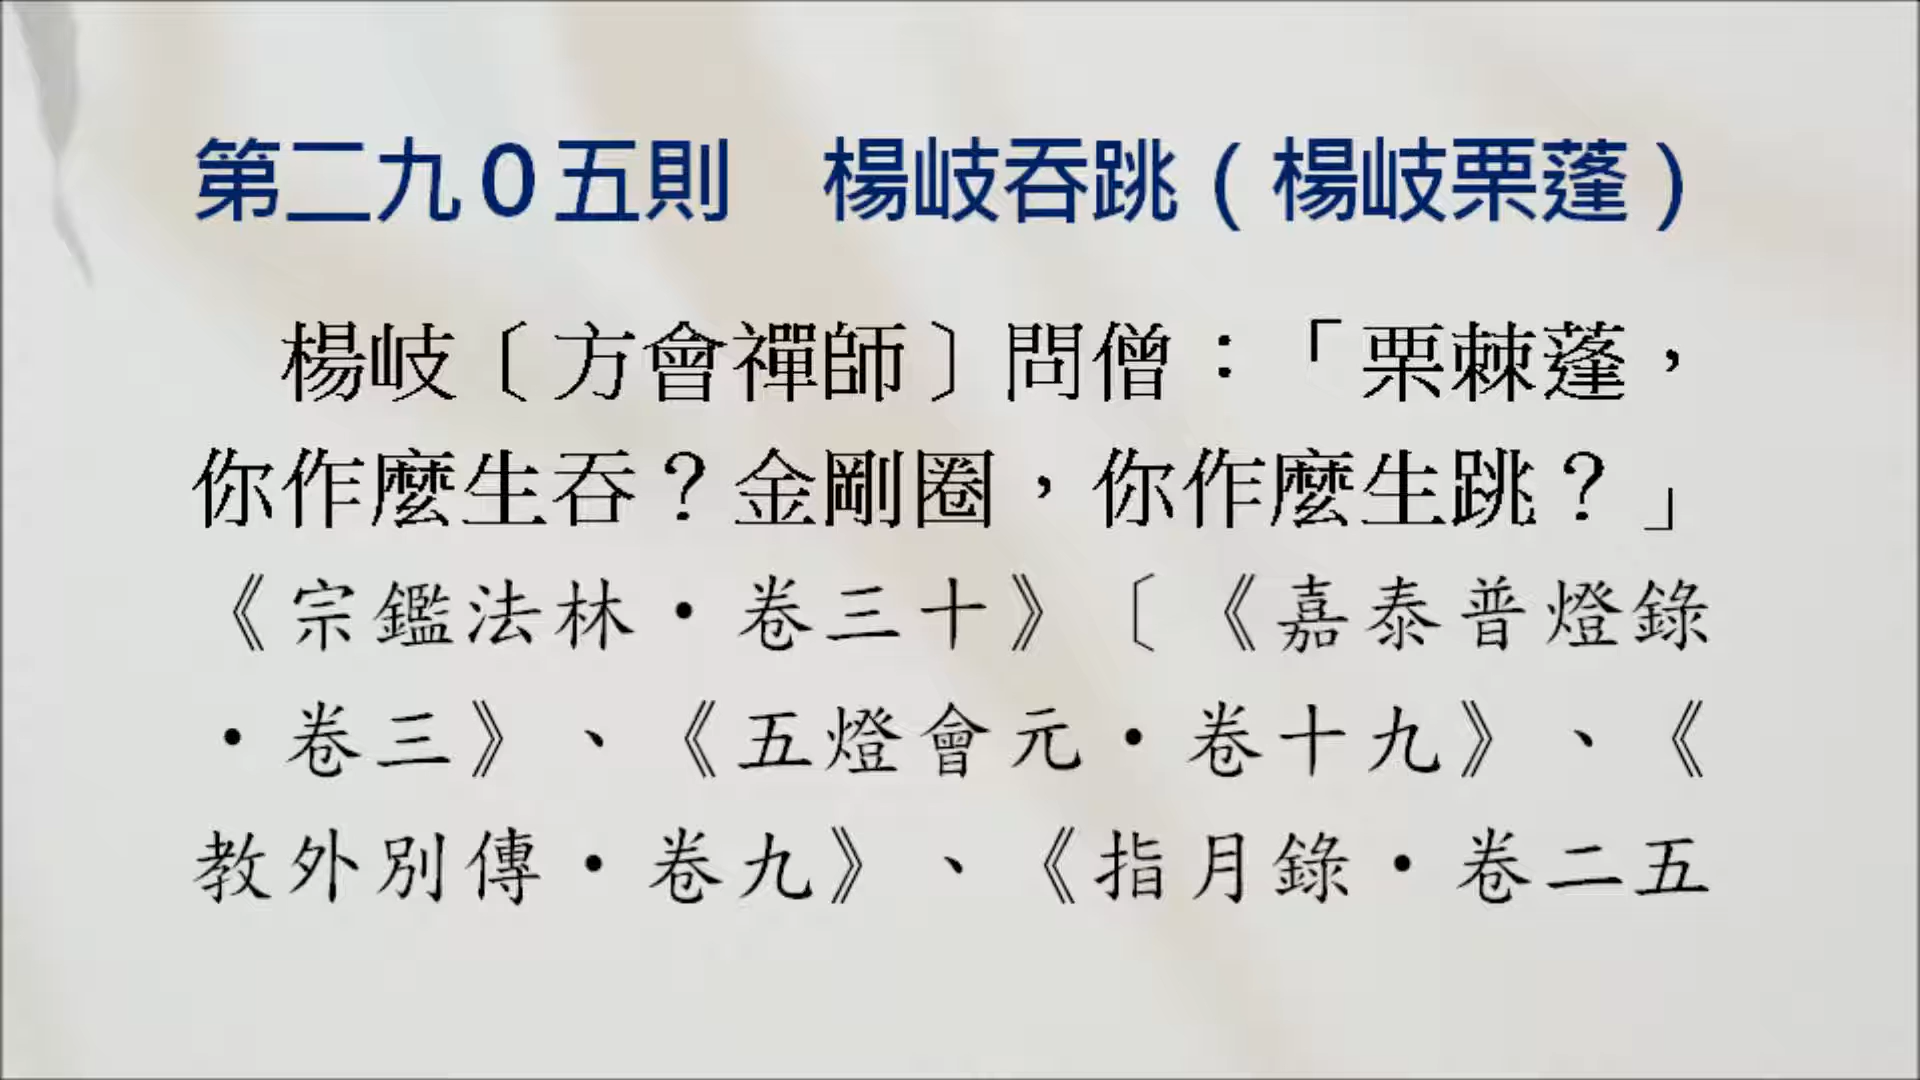 第二九０五則　楊岐吞跳（楊岐栗蓬）
楊岐〔方會禪師〕問僧：「栗棘蓬，
你作麼生吞？金剛圈，你作麼生跳？」
《宗鑑法林・卷三十》〔《嘉泰普燈錄
・卷三》、《五燈會元・卷十九》、《
教外別傳・卷九》、《指月錄・卷二五